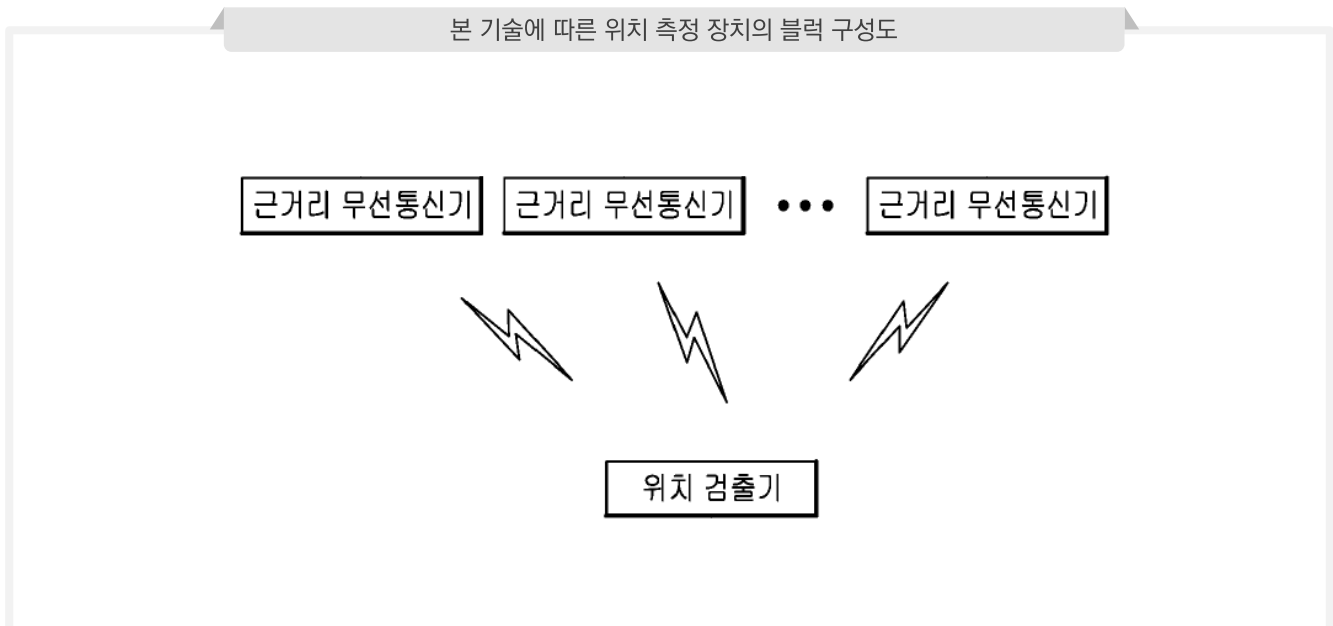 본 기술에 따른 위치 측정 장치의 블럭 구성도
근거리 무선통신기 근거리 무선통신기 ••• 근거리 무선통신기
위치 검출기